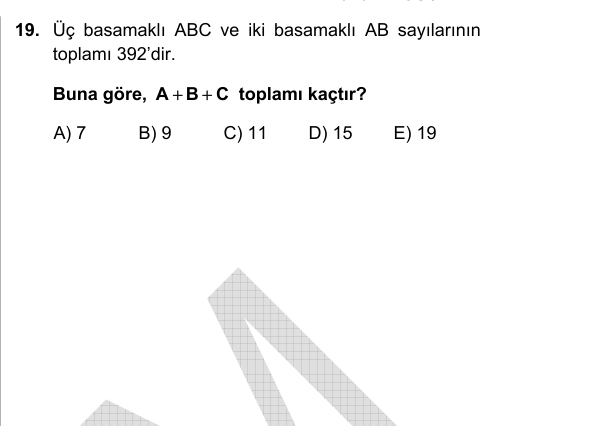 19. Üç basamaklı ABC ve iki basamaklı AB sayılarının
toplamı 392'dir.
Buna göre, A+B+C toplamı kaçtır?
A) 7 B) 9 C) 11 D) 15 E) 19